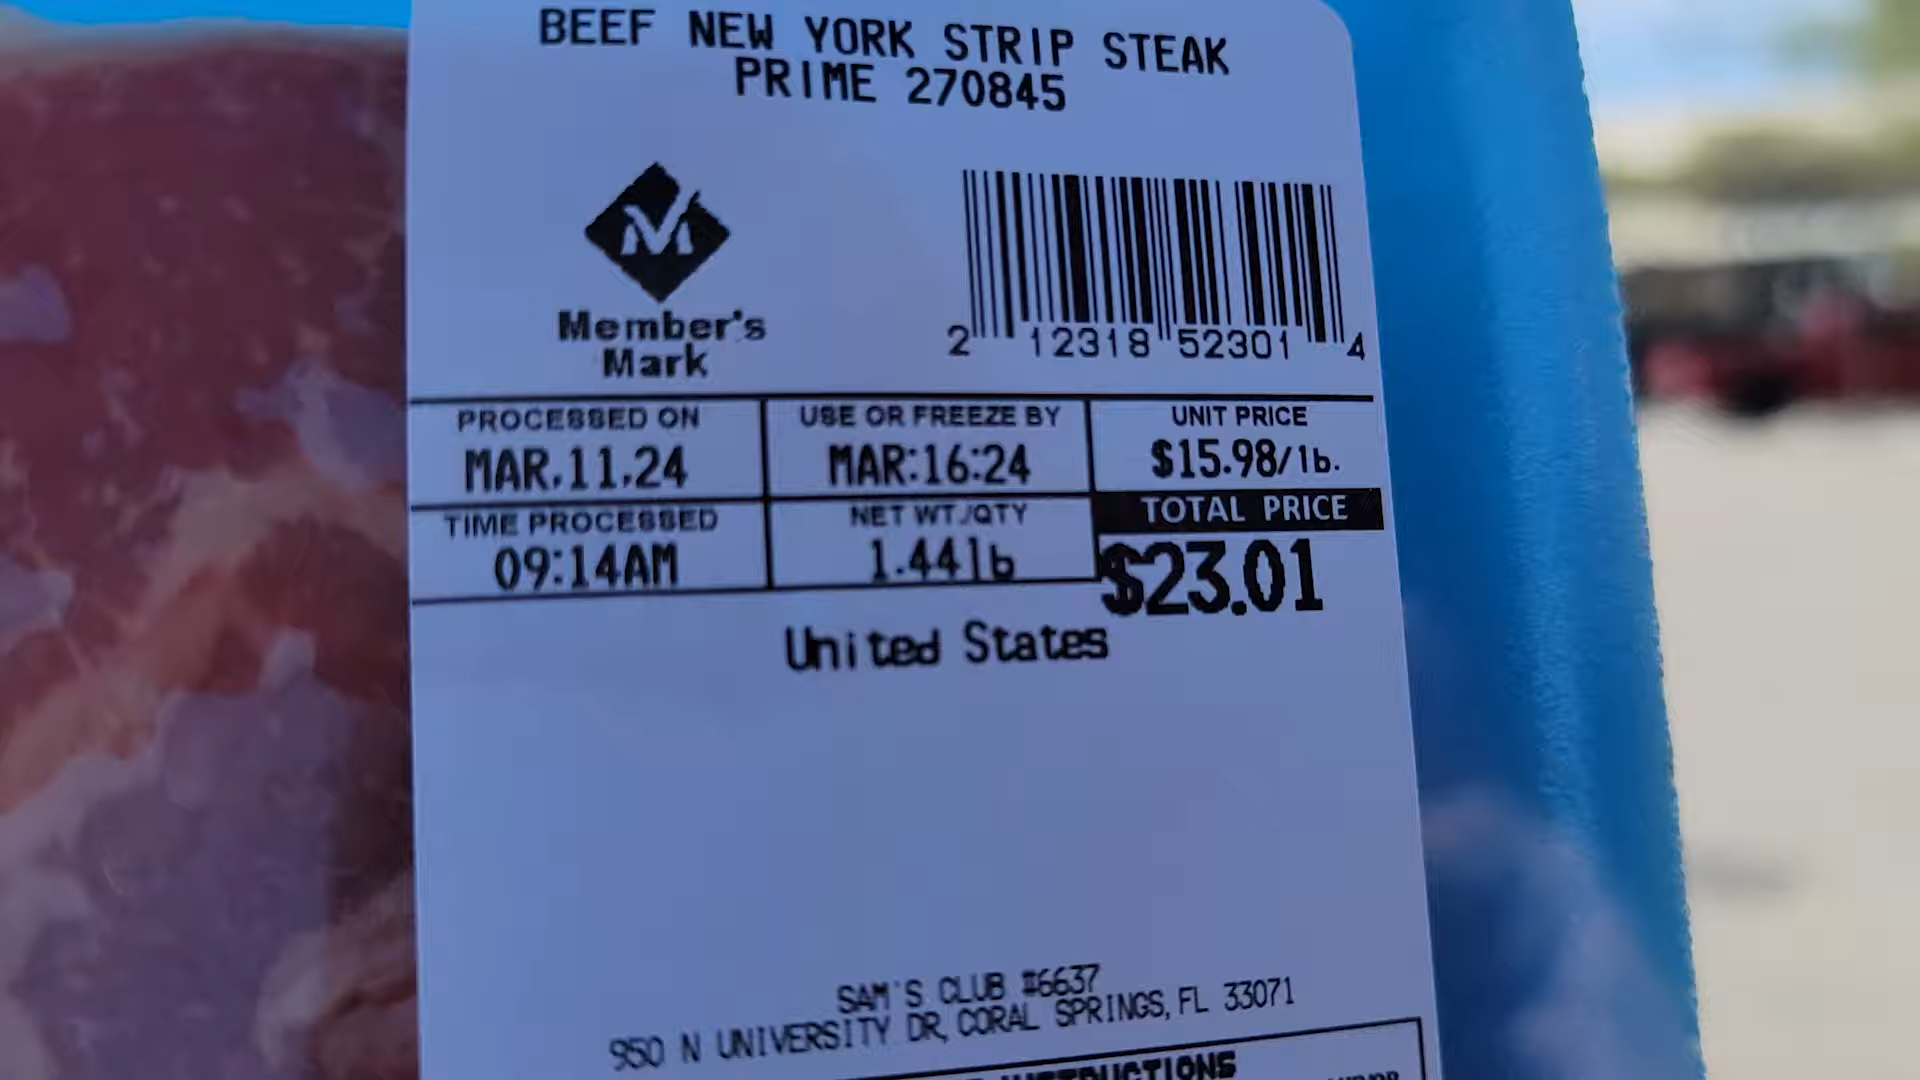 BEEF NEW YORK STRIP STEAK
PRIME 270845
Member's
Mark
2 12318 52301 4
PROCESSED ON
MAR.11.24
USE OR FREEZE BY
MAR:16:24
UNIT PRICE
$15.98/lb.
TIME PROCESSED
09:14AM
NET WT./QTY
1.44lb
TOTAL PRICE
$23.01
United States
SAM'S CLUB #6637
950 N UNIVERSITY DR, CORAL SPRINGS, FL 33071